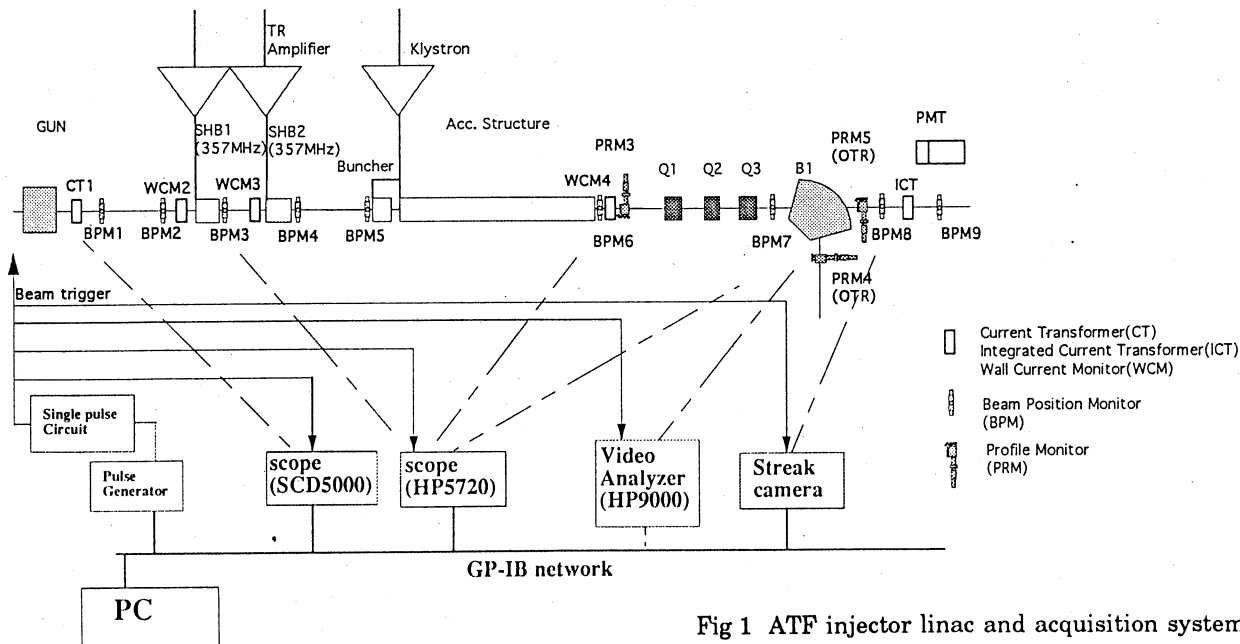 TR
Amplifier
Klystron
GUN
SHB1
(357MHz)
SHB2
(357MHz)
Acc. Structure
Buncher
PRM3
Q1
Q2
Q3
B1
PRM5
(OTR)
PMT
CT1
WCM2
WCM3
WCM4
ICT
BPM1
BPM2
BPM3
BPM4
BPM5
BPM6
BPM7
BPM8
BPM9
PRM4
(OTR)
Beam trigger
Current Transformer(CT)
Integrated Current Transformer(ICT)
Wall Current Monitor(WCM)
Beam Position Monitor
(BPM)
Profile Monitor
(PRM)
Single pulse
Circuit
Pulse
Generator
scope
(SCD5000)
scope
(HP5720)
Video
Analyzer
(HP9000)
Streak
camera
GP-IB network
PC
Fig 1 ATF injector linac and acquisition system